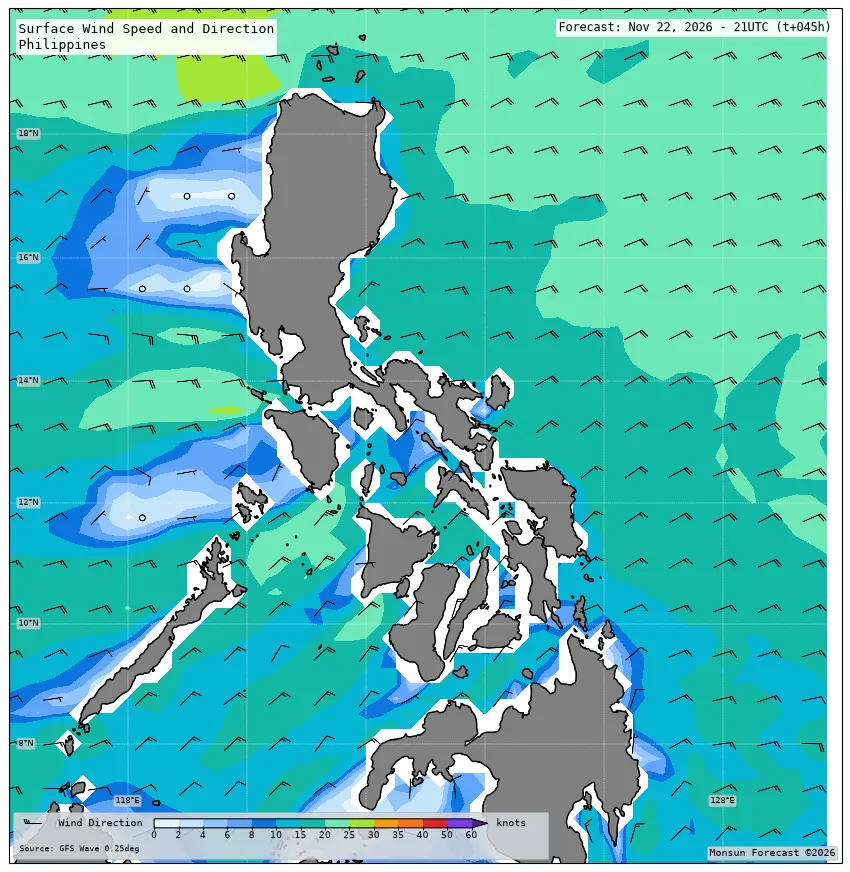 Surface Wind Speed and Direction
Philippines
Forecast: Nov 22, 2026 - 21UTC (t+045h)
18°N
16°N
14°N
12°N
10°N
8°N
118°E
128°E
Wind Direction
0 2 4 6 8 10 15 20 25 30 35 40 50 60
knots
Source: GFS Wave 0.25deg
Monsun Forecast ©2026